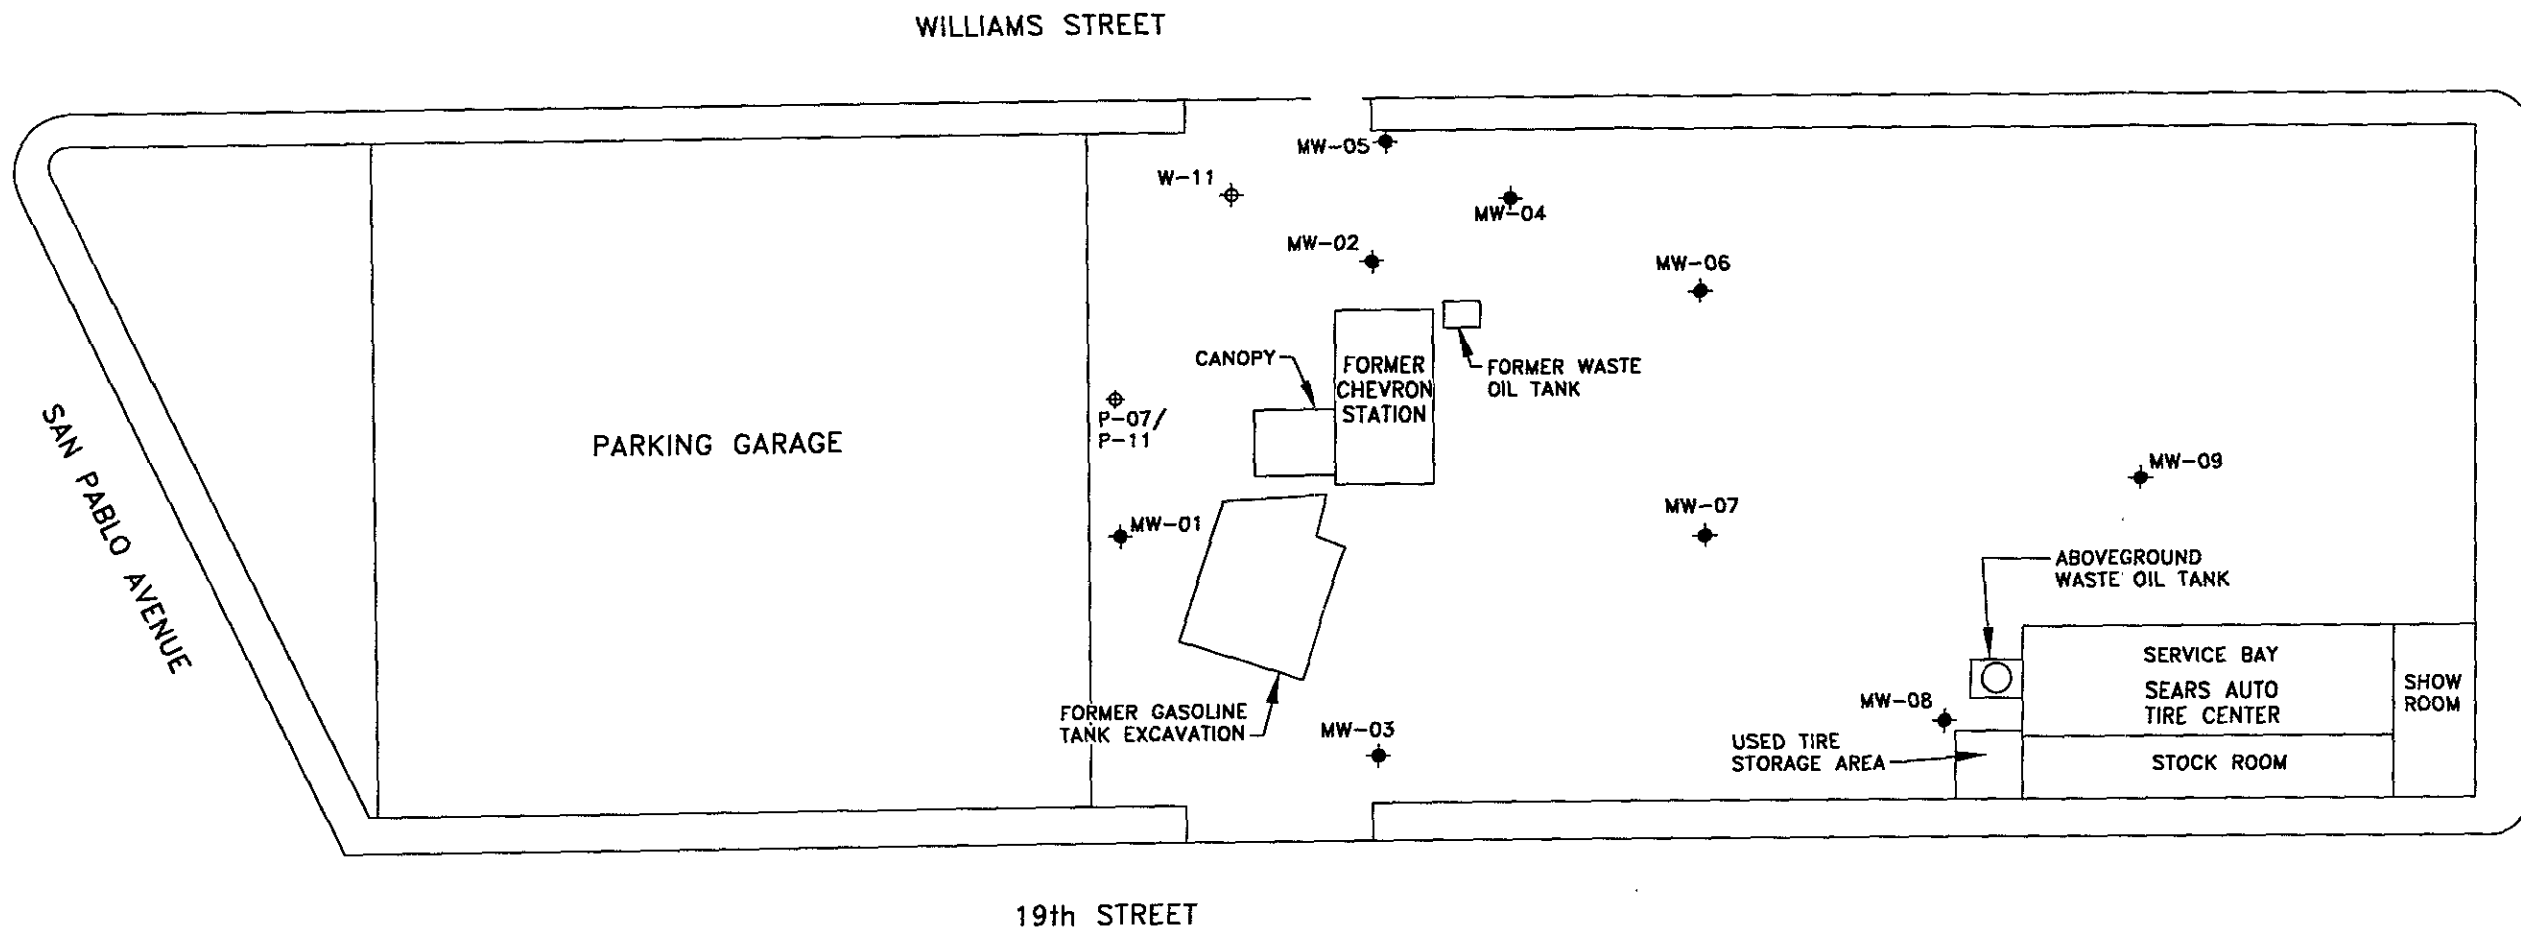 WILLIAMS STREET
MW-05
W-11
MW-04
MW-02
MW-06
CANOPY
FORMER
CHEVRON
STATION
FORMER WASTE
OIL TANK
P-07/
P-11
SAN PABLO AVENUE
PARKING GARAGE
MW-09
MW-01
MW-07
ABOVEGROUND
WASTE OIL TANK
SERVICE BAY
SEARS AUTO
TIRE CENTER
SHOW
ROOM
MW-08
FORMER GASOLINE
TANK EXCAVATION
MW-03
USED TIRE
STORAGE AREA
STOCK ROOM
19th STREET